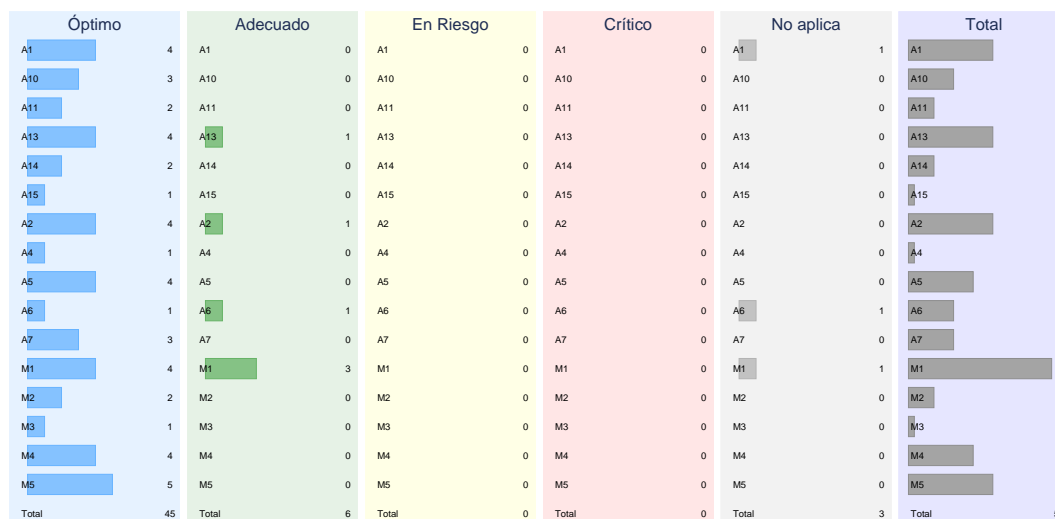 Óptimo Adecuado En Riesgo Crítico No aplica Total
A1 4 A1 0 A1 0 A1 0 A1 1 A1
A10 3 A10 0 A10 0 A10 0 A10 0 A10
A11 2 A11 0 A11 0 A11 0 A11 0 A11
A13 4 A13 1 A13 0 A13 0 A13 0 A13
A14 2 A14 0 A14 0 A14 0 A14 0 A14
A15 1 A15 0 A15 0 A15 0 A15 0 A15
A2 4 A2 1 A2 0 A2 0 A2 0 A2
A4 1 A4 0 A4 0 A4 0 A4 0 A4
A5 4 A5 0 A5 0 A5 0 A5 0 A5
A6 1 A6 1 A6 0 A6 0 A6 1 A6
A7 3 A7 0 A7 0 A7 0 A7 0 A7
M1 4 M1 3 M1 0 M1 0 M1 1 M1
M2 2 M2 0 M2 0 M2 0 M2 0 M2
M3 1 M3 0 M3 0 M3 0 M3 0 M3
M4 4 M4 0 M4 0 M4 0 M4 0 M4
M5 5 M5 0 M5 0 M5 0 M5 0 M5
Total 45 Total 6 Total 0 Total 0 Total 3 Total